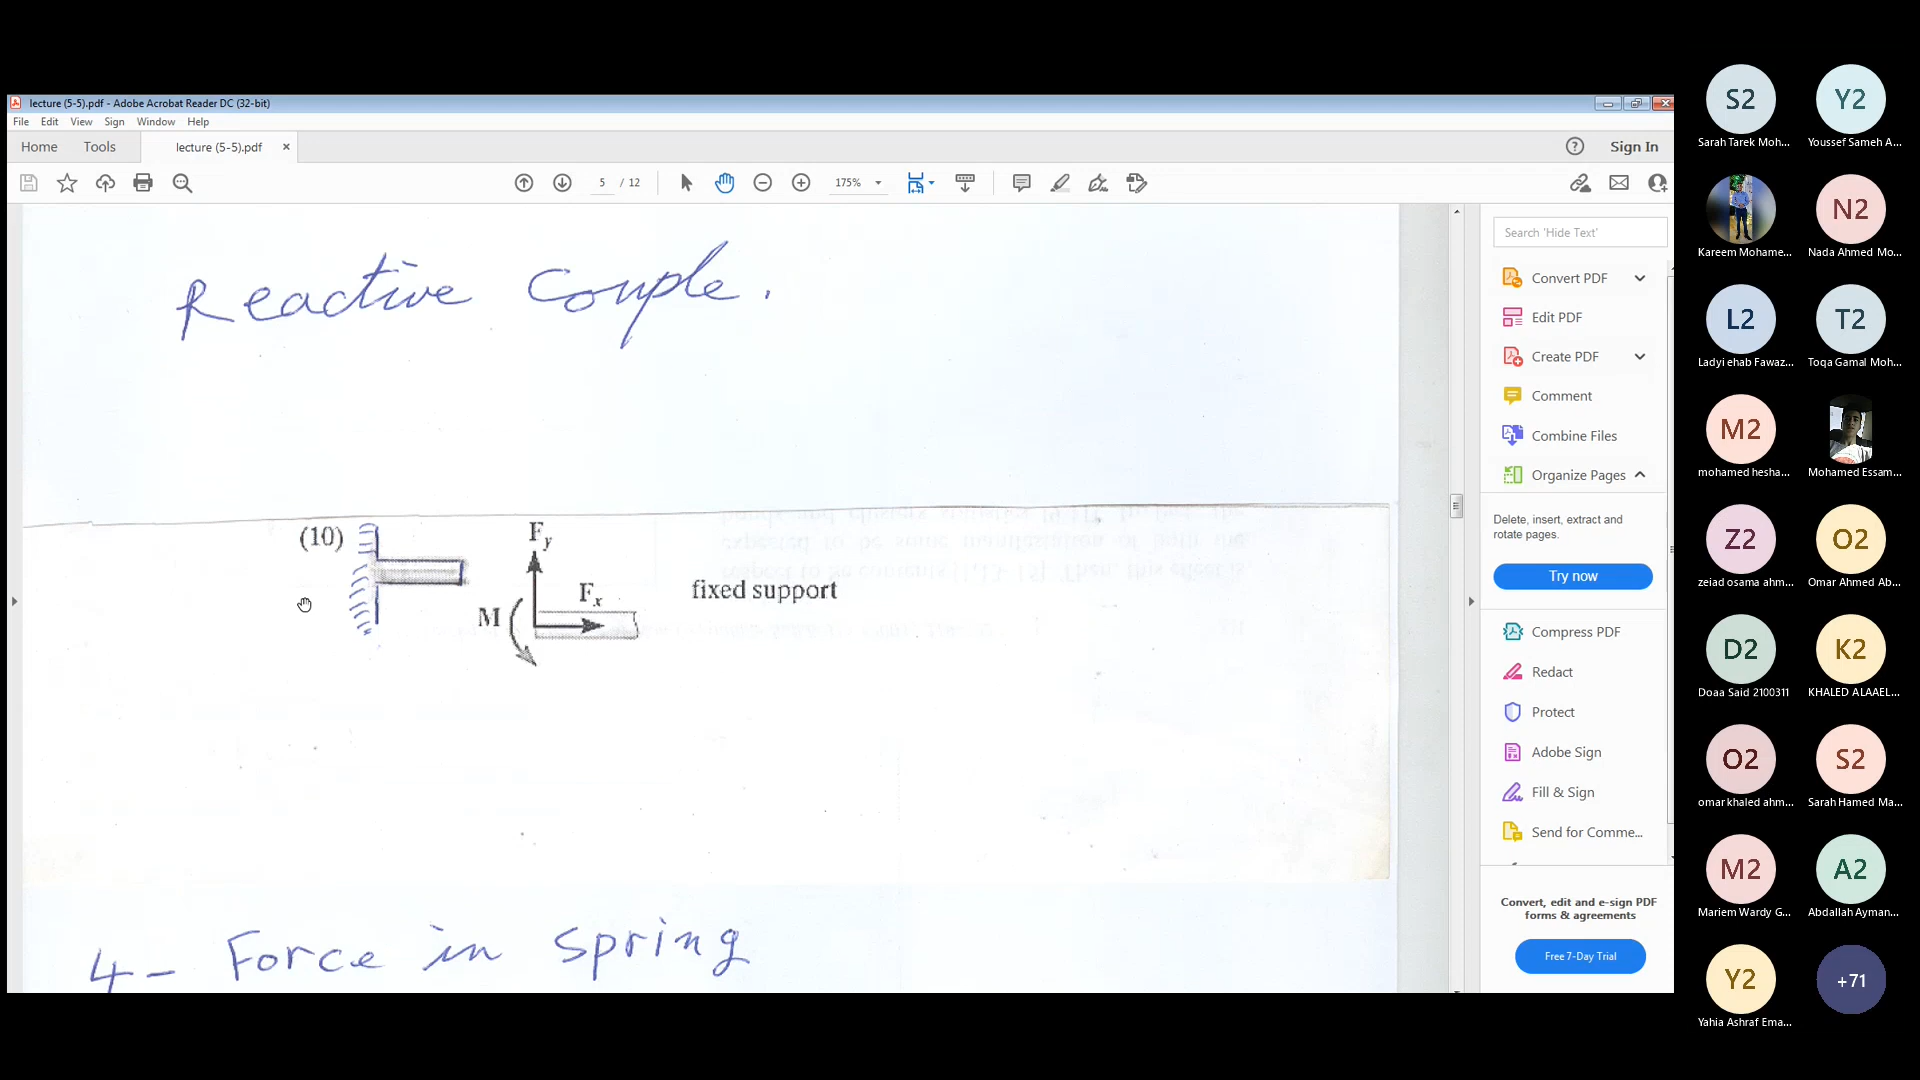 lecture (5-5).pdf - Adobe Acrobat Reader DC (32-bit)
File Edit View Sign Window Help
Home Tools lecture (5-5).pdf Sign In
5 / 12 175%
Reactive Couple.
(10) Fy
Fx
M
fixed support
4- Force in spring
Search 'Hide Text'
Convert PDF
Edit PDF
Create PDF
Comment
Combine Files
Organize Pages
Delete, insert, extract and
rotate pages.
Try now
Compress PDF
Redact
Protect
Adobe Sign
Fill & Sign
Send for Comme...
Convert, edit and e-sign PDF
forms & agreements
Free 7-Day Trial
S2 Y2
Sarah Tarek Moh... Youssef Sameh A...
N2
Kareem Mohame... Nada Ahmed Mo...
L2 T2
Ladyi ehab Fawaz... Toqa Gamal Moh...
M2
mohamed hesha... Mohamed Essam...
Z2 O2
zeiad osama ahm... Omar Ahmed Ab...
D2 K2
Doaa Said 2100311 KHALED ALAAEL...
O2 S2
omar khaled ahm... Sarah Hamed Ma...
M2 A2
Mariem Wardy G... Abdallah Ayman...
Y2 +71
Yahia Ashraf Ema...